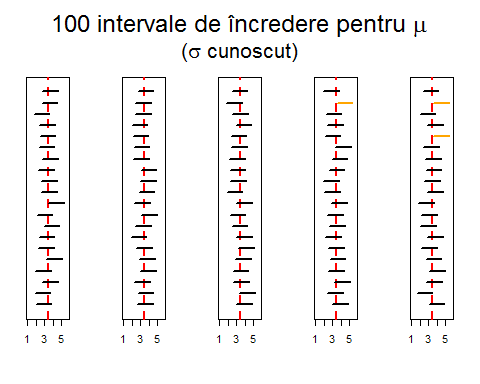 100 intervale de încredere pentru μ
(σ cunoscut)
1 3 5 1 3 5 1 3 5 1 3 5 1 3 5